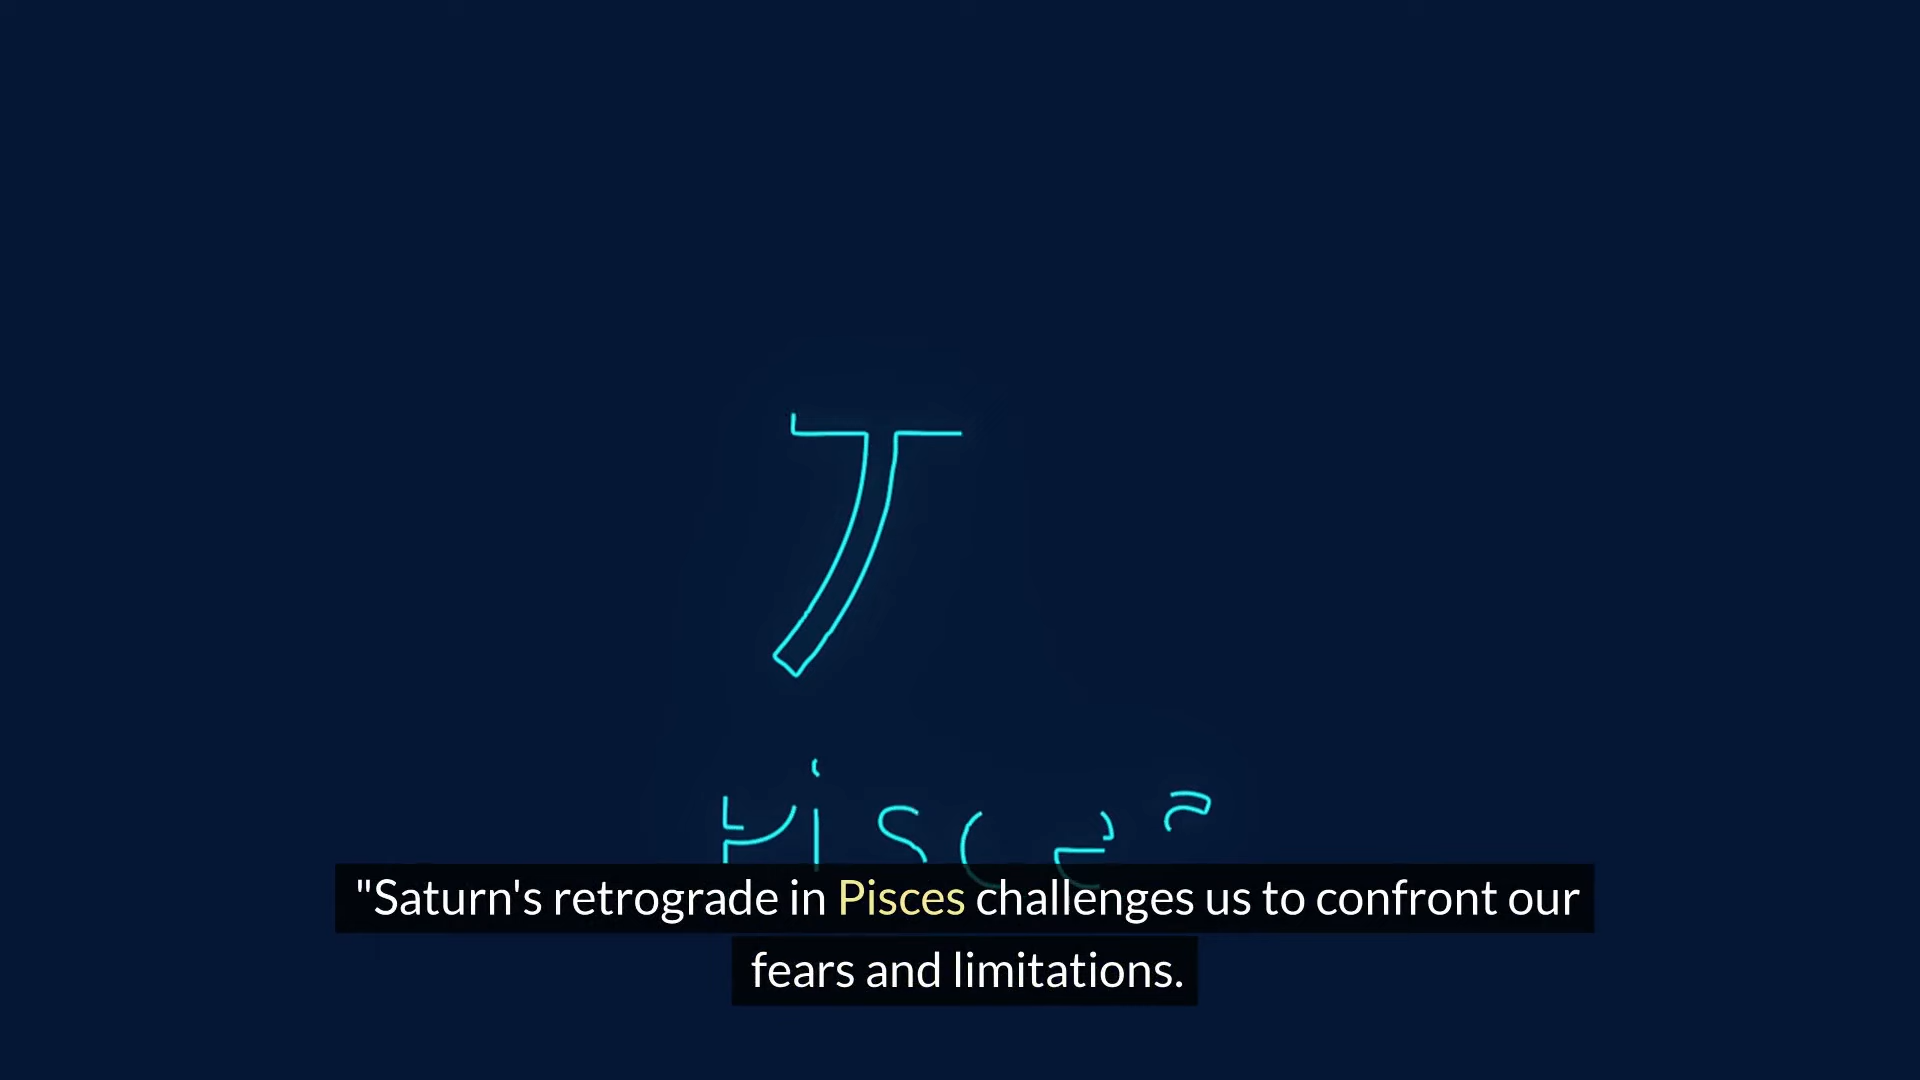 Pisces
"Saturn's retrograde in Pisces challenges us to confront our
fears and limitations.